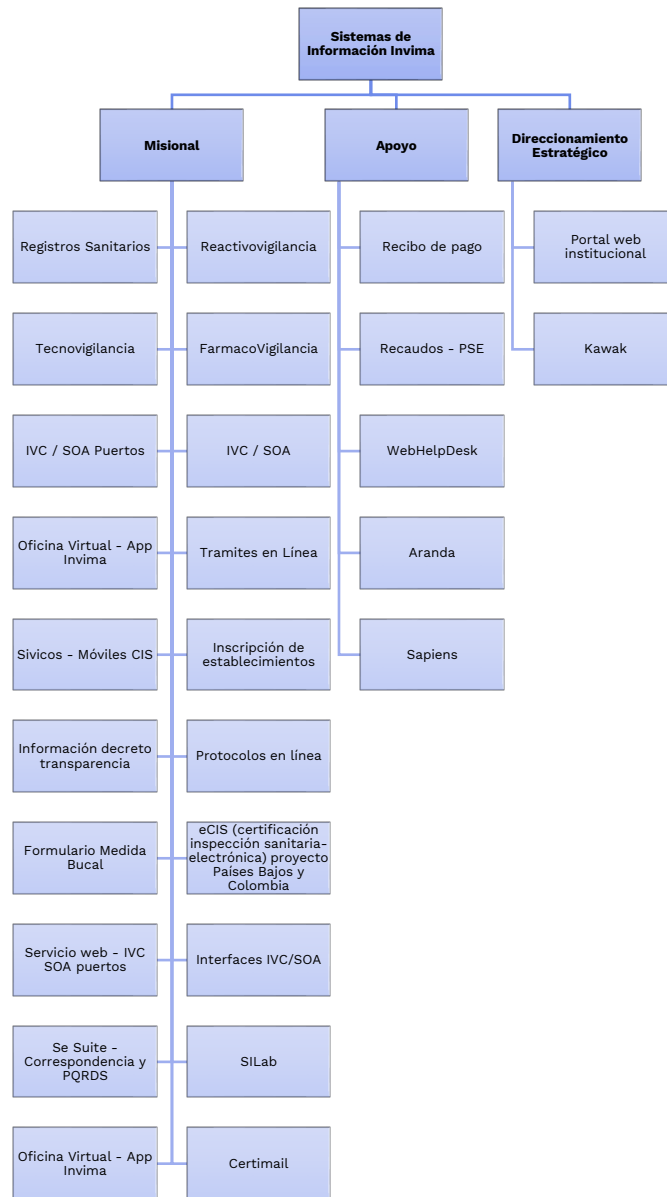 Sistemas de
Información Invima
Misional
Apoyo
Direccionamiento
Estratégico
Registros Sanitarios
Reactivovigilancia
Recibo de pago
Portal web
institucional
Tecnovigilancia
FarmacoVigilancia
Recaudos - PSE
Kawak
IVC / SOA Puertos
IVC / SOA
WebHelpDesk
Oficina Virtual - App
Invima
Tramites en Línea
Aranda
Sivicos - Móviles CIS
Inscripción de
establecimientos
Sapiens
Información decreto
transparencia
Protocolos en línea
Formulario Medida
Bucal
eCIS (certificación
inspección sanitaria-
electrónica) proyecto
Países Bajos y
Colombia
Servicio web - IVC
SOA puertos
Interfaces IVC/SOA
Se Suite -
Correspondencia y
PQRDS
SILab
Oficina Virtual - App
Invima
Certimail